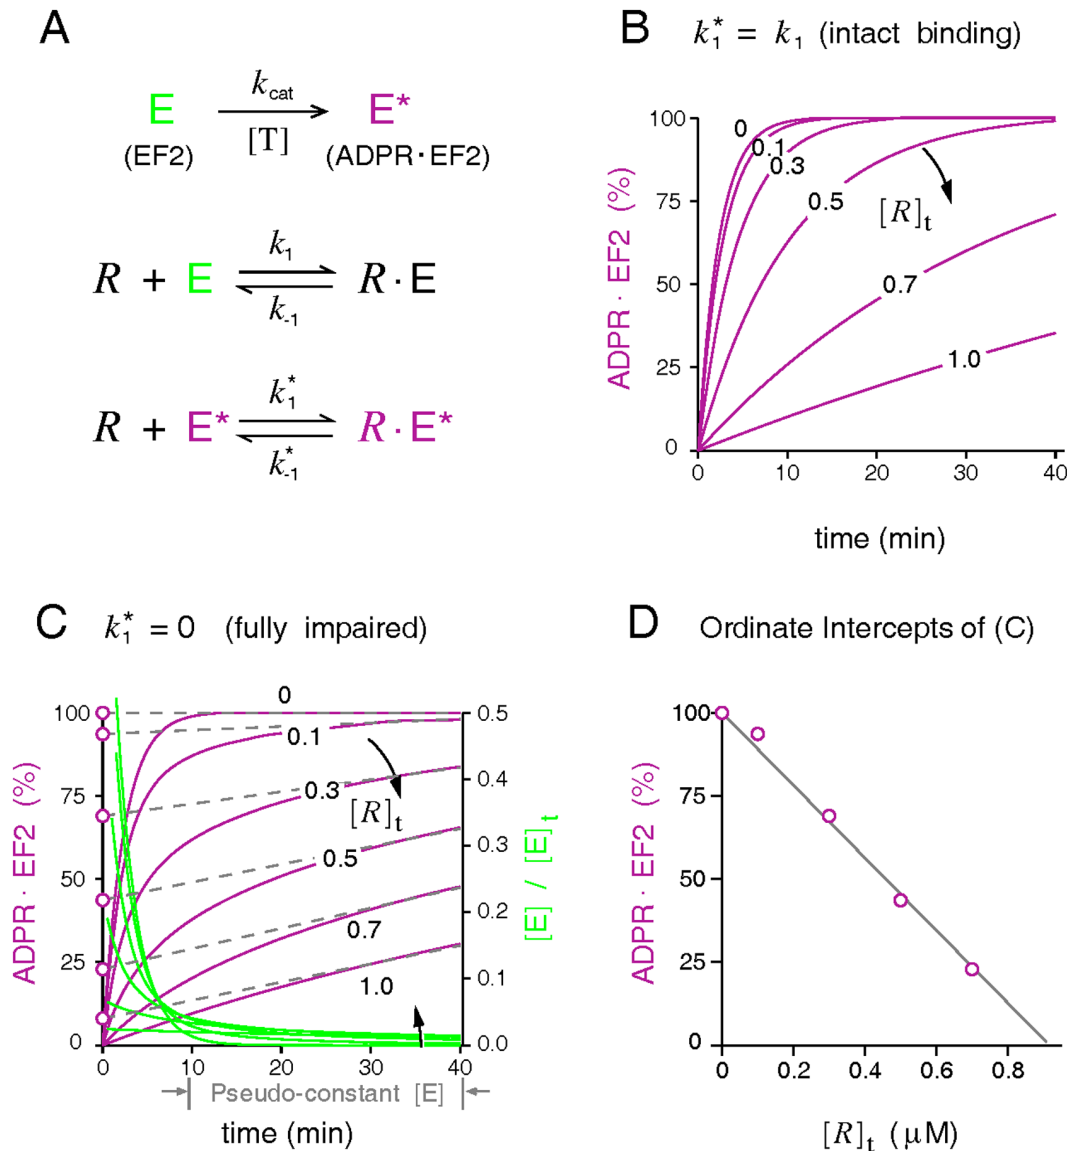 A
k_cat
E → E*
[T]
(EF2) (ADPR·EF2)
k_1
R + E ⇌ R·E
k_-1
k*_1
R + E* ⇌ R·E*
k*_-1
B k*_1 = k_1 (intact binding)
ADPR·EF2 (%)
100
75
50
25
0
0
0.1
0.3
0.5
[R]_t
0.7
1.0
0 10 20 30 40
time (min)
C k*_1 = 0 (fully impaired)
ADPR·EF2 (%)
100
75
50
25
0
0
0.1
0.3
[R]_t
0.5
0.7
1.0
0.5
0.4
0.3
0.2
0.1
0.0
[E] / [E]_t
0 10 20 30 40
Pseudo-constant [E]
time (min)
D Ordinate Intercepts of (C)
ADPR·EF2 (%)
100
75
50
25
0
0 0.2 0.4 0.6 0.8
[R]_t (μM)